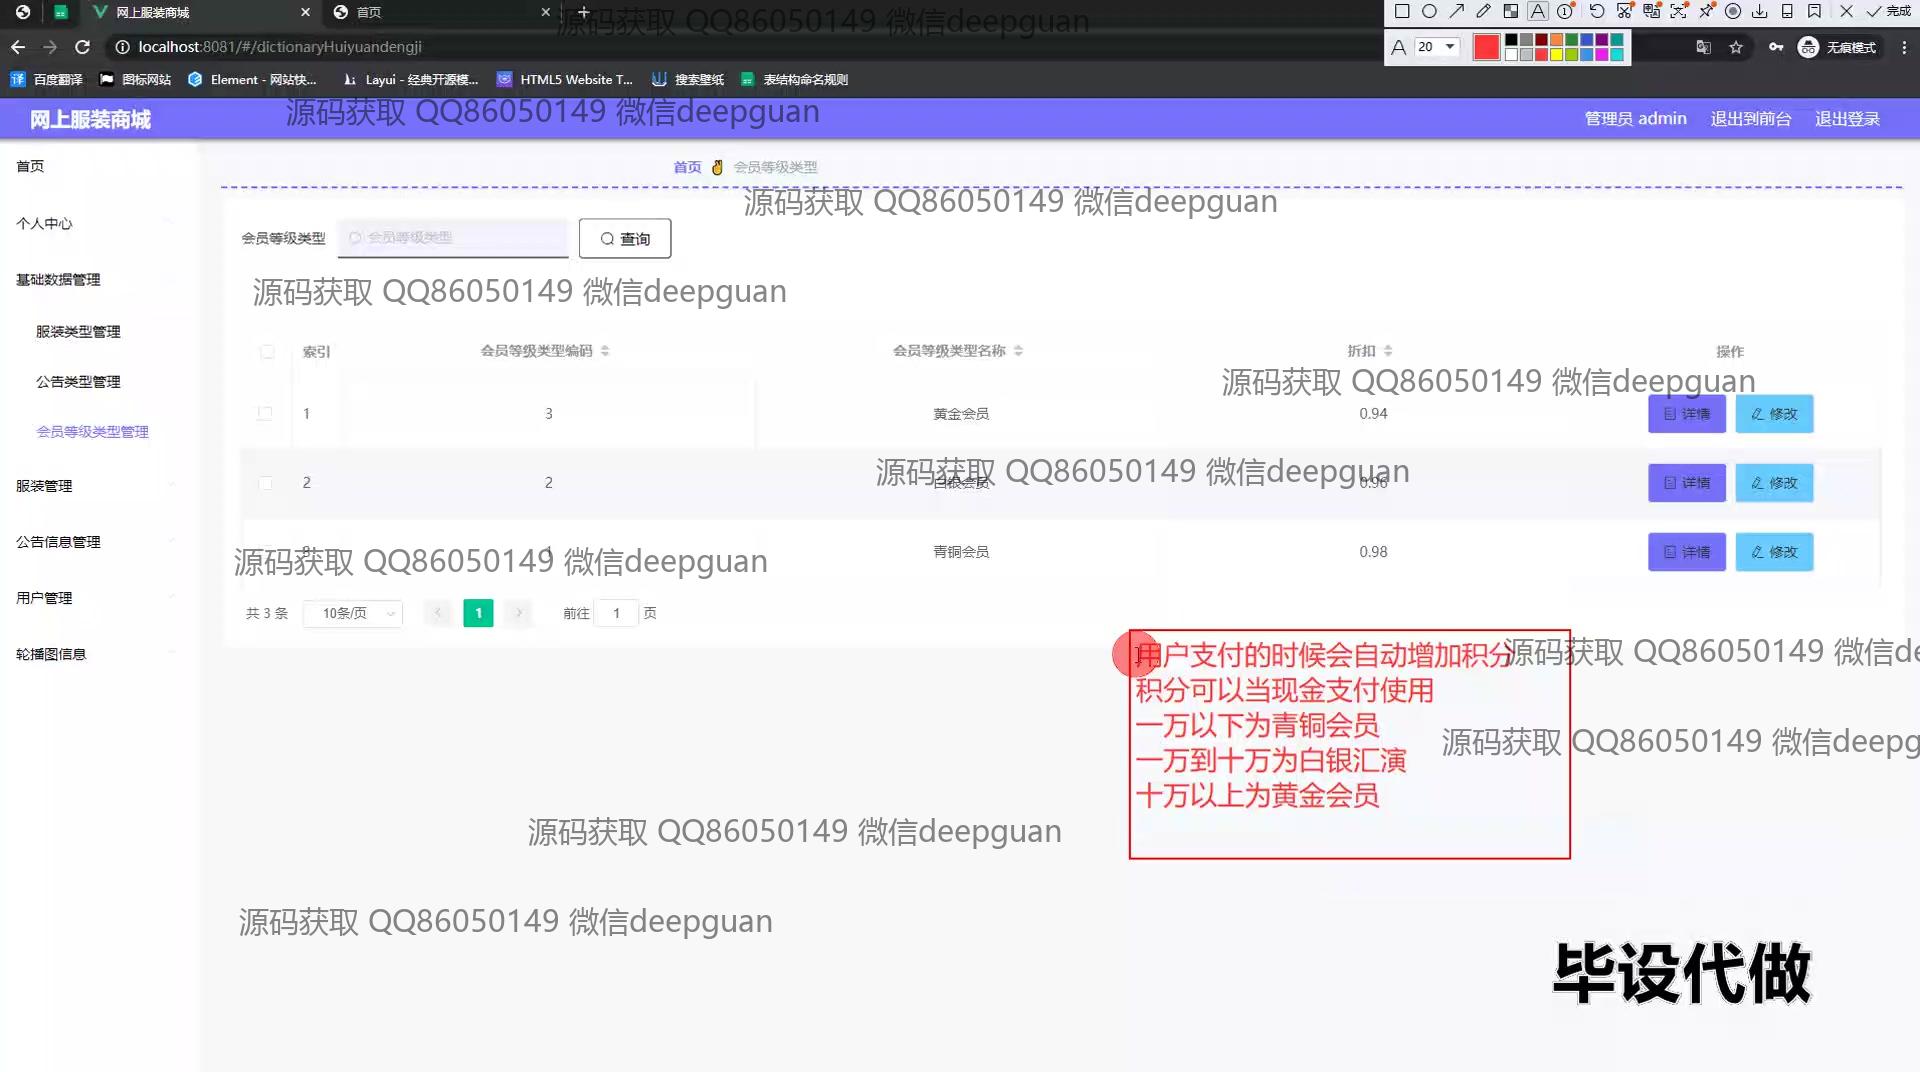 网上服装商城
首页
localhost:8081/#/dictionaryHuiyuandengji
A 20
完成
无痕模式
百度翻译
图标网站
Element - 网站快...
Layui - 经典开源模...
HTML5 Website T...
搜索壁纸
表结构命名规则
源码获取 QQ86050149 微信deepguan
网上服装商城
源码获取 QQ86050149 微信deepguan
管理员 admin
退出到前台
退出登录
首页
个人中心
基础数据管理
服装类型管理
公告类型管理
会员等级类型管理
服装管理
公告信息管理
用户管理
轮播图信息
首页 会员等级类型
源码获取 QQ86050149 微信deepguan
会员等级类型 会员等级类型 查询
源码获取 QQ86050149 微信deepguan
索引 会员等级类型编码 会员等级类型名称 折扣 操作
源码获取 QQ86050149 微信deepguan
1 3 黄金会员 0.94 详情 修改
源码获取 QQ86050149 微信deepguan
2 2 白银会员 0.96 详情 修改
源码获取 QQ86050149 微信deepguan
1 青铜会员 0.98 详情 修改
共 3 条 10条/页 1 前往 1 页
用户支付的时候会自动增加积分
积分可以当现金支付使用
一万以下为青铜会员
一万到十万为白银汇演
十万以上为黄金会员
源码获取 QQ86050149 微信de
源码获取 QQ86050149 微信deepg
源码获取 QQ86050149 微信deepguan
源码获取 QQ86050149 微信deepguan
毕设代做